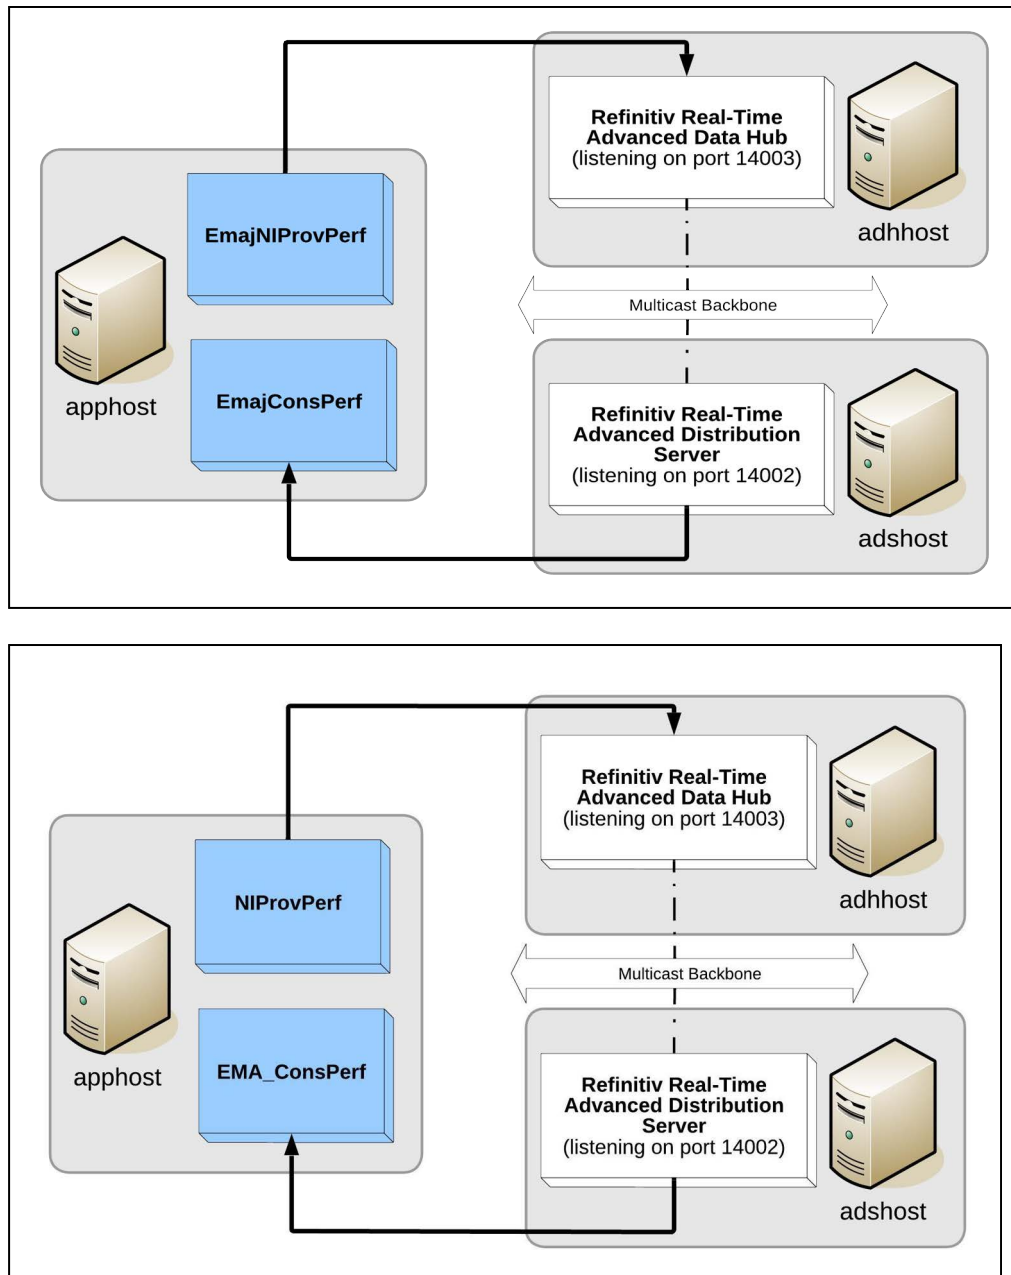 Refinitiv Real-Time
Advanced Data Hub
(listening on port 14003)
adhhost
EmajNIProvPerf
Multicast Backbone
apphost
EmajConsPerf
Refinitiv Real-Time
Advanced Distribution
Server
(listening on port 14002)
adshost
Refinitiv Real-Time
Advanced Data Hub
(listening on port 14003)
adhhost
NIProvPerf
Multicast Backbone
apphost
EMA_ConsPerf
Refinitiv Real-Time
Advanced Distribution
Server
(listening on port 14002)
adshost